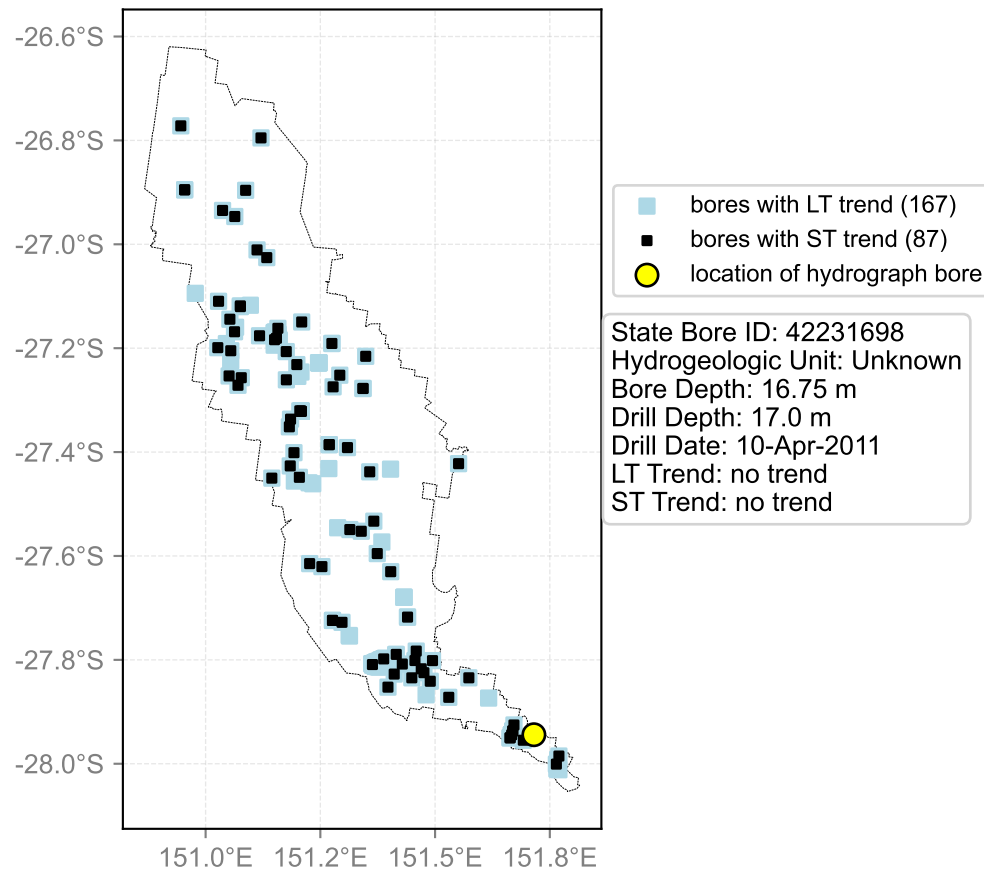 -26.6°S
-26.8°S
-27.0°S
-27.2°S
-27.4°S
-27.6°S
-27.8°S
-28.0°S
151.0°E
151.2°E
151.5°E
151.8°E
bores with LT trend (167)
bores with ST trend (87)
location of hydrograph bore
State Bore ID: 42231698
Hydrogeologic Unit: Unknown
Bore Depth: 16.75 m
Drill Depth: 17.0 m
Drill Date: 10-Apr-2011
LT Trend: no trend
ST Trend: no trend